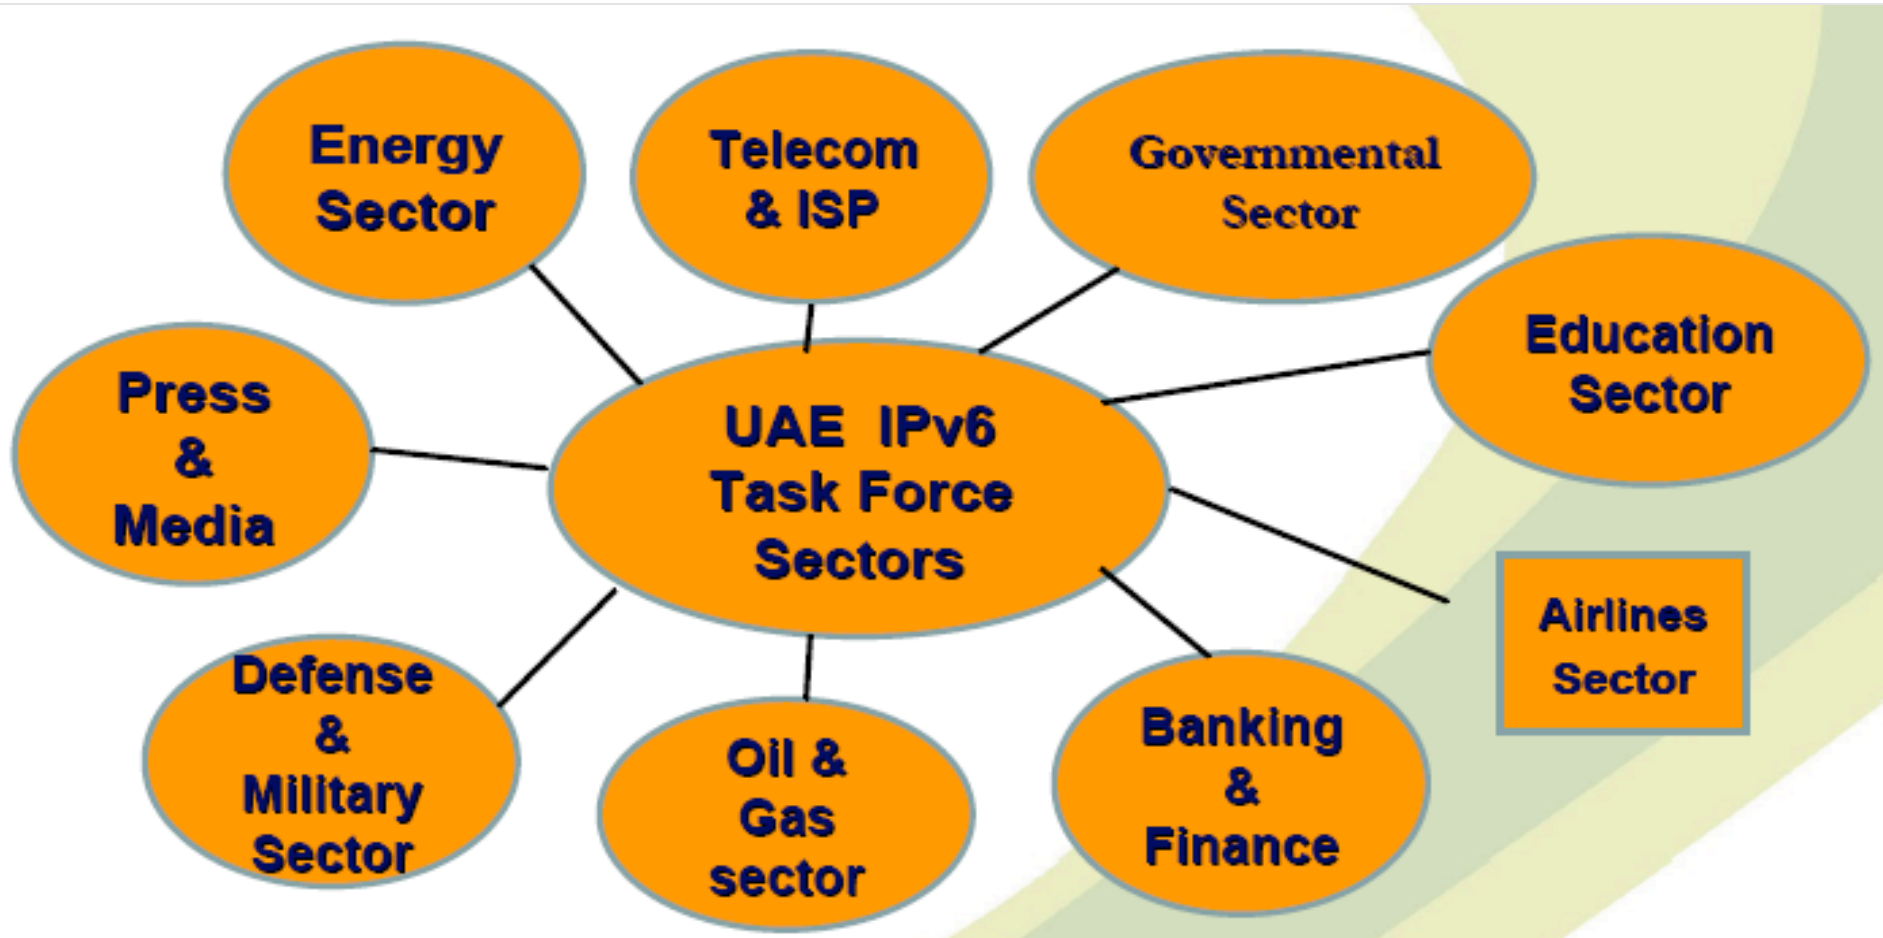 Energy
Sector
Telecom
& ISP
Governmental
Sector
Education
Sector
Press
&
Media
UAE IPv6
Task Force
Sectors
Airlines
Sector
Defense
&
Military
Sector
Oil &
Gas
sector
Banking
&
Finance